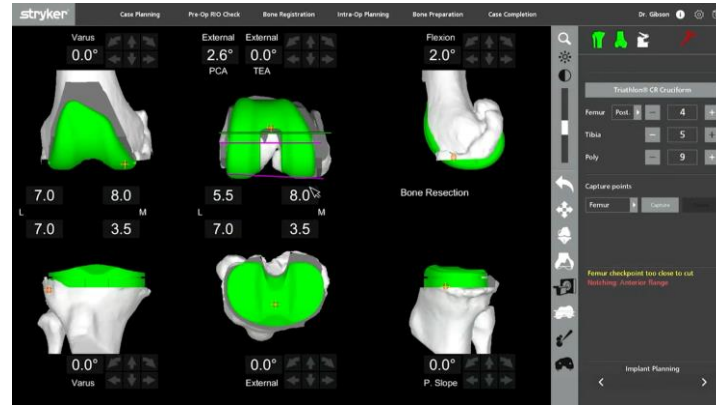 stryker
Case Planning Pre-Op RIO Check Bone Registration Intra-Op Planning Bone Preparation Case Completion Dr. Gibson
Varus External External Flexion
0.0° 2.6° 0.0° 2.0°
PCA TEA
Triathlon® CR Cruciform
Femur Post. - 4 +
Tibia - 5 +
Poly - 9 +
Capture points
Femur Capture
7.0 8.0 5.5 8.0 Bone Resection
L M L M
7.0 3.5 7.0 3.5
Femur checkpoint too close to cut
Notching: Anterior flange
0.0° 0.0° 0.0°
Varus External P. Slope
Implant Planning
< >